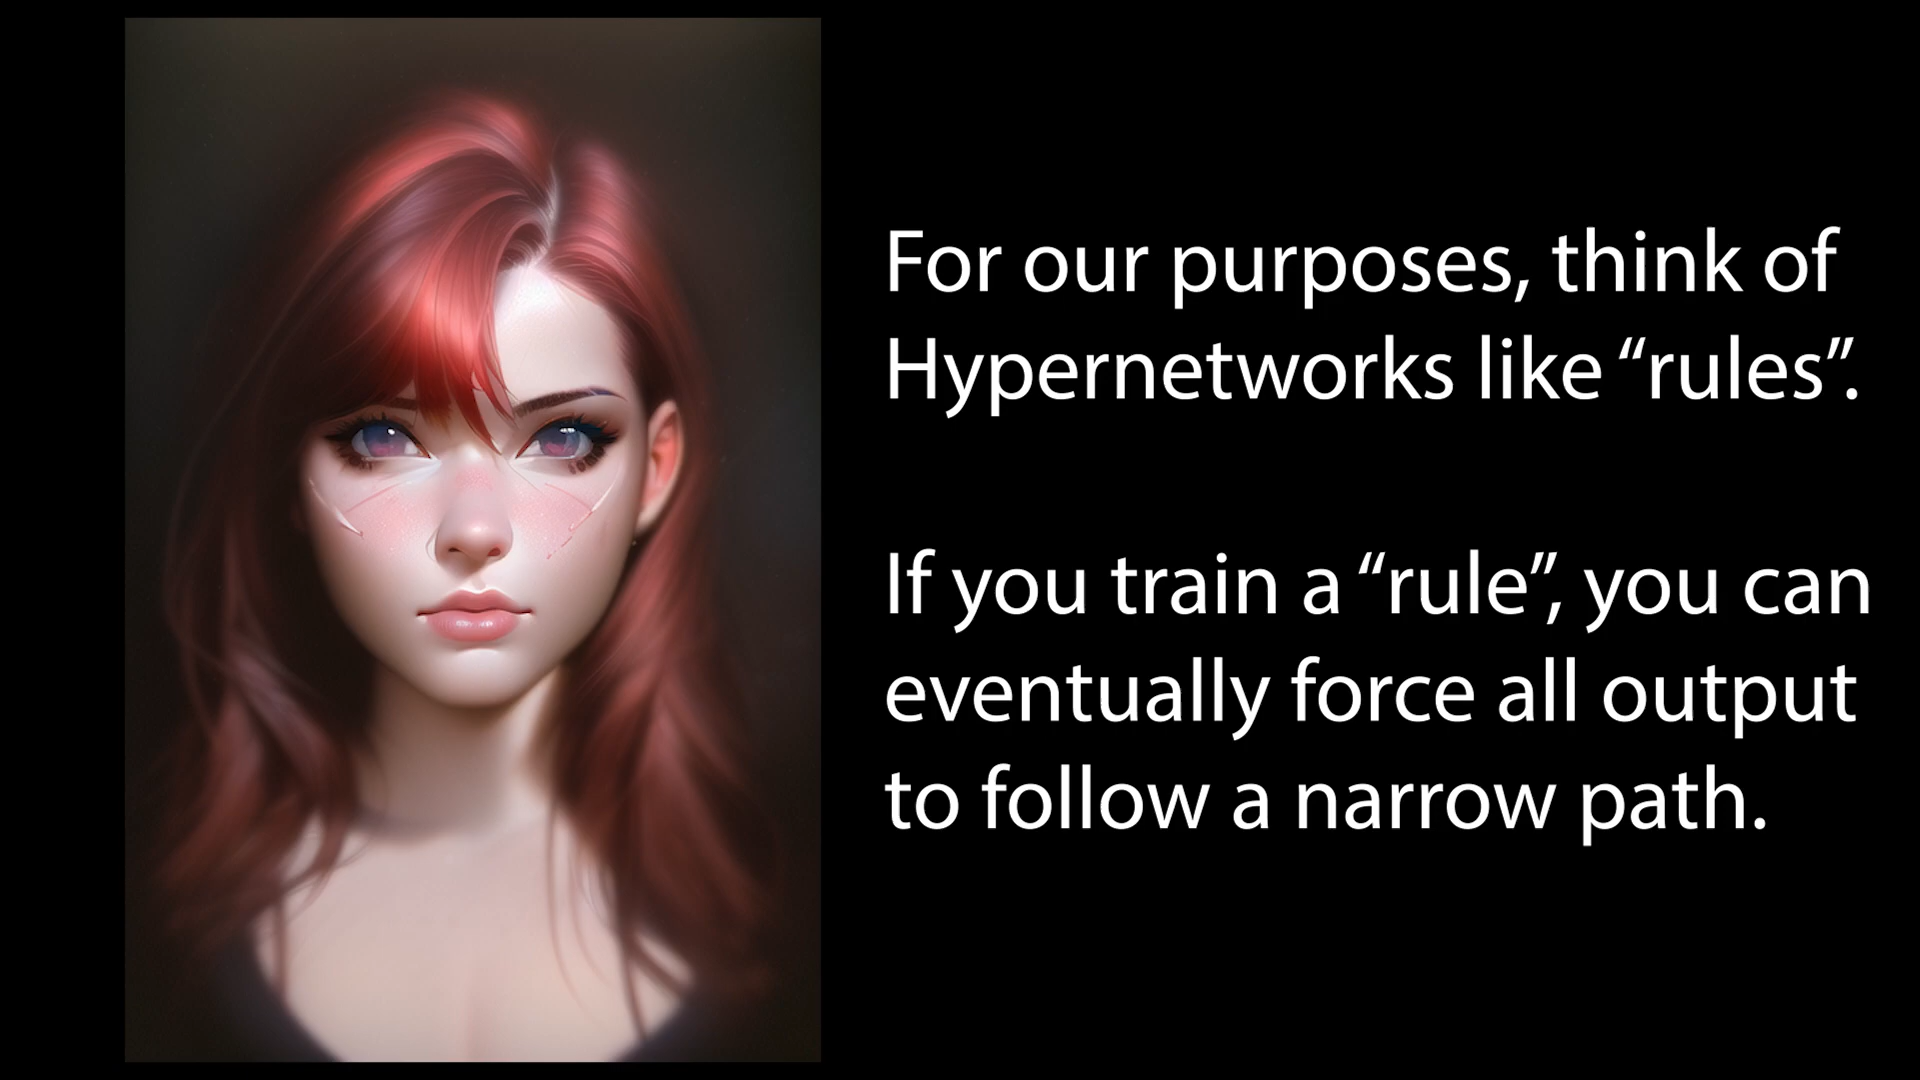 For our purposes, think of
Hypernetworks like “rules”.
If you train a “rule”, you can
eventually force all output
to follow a narrow path.